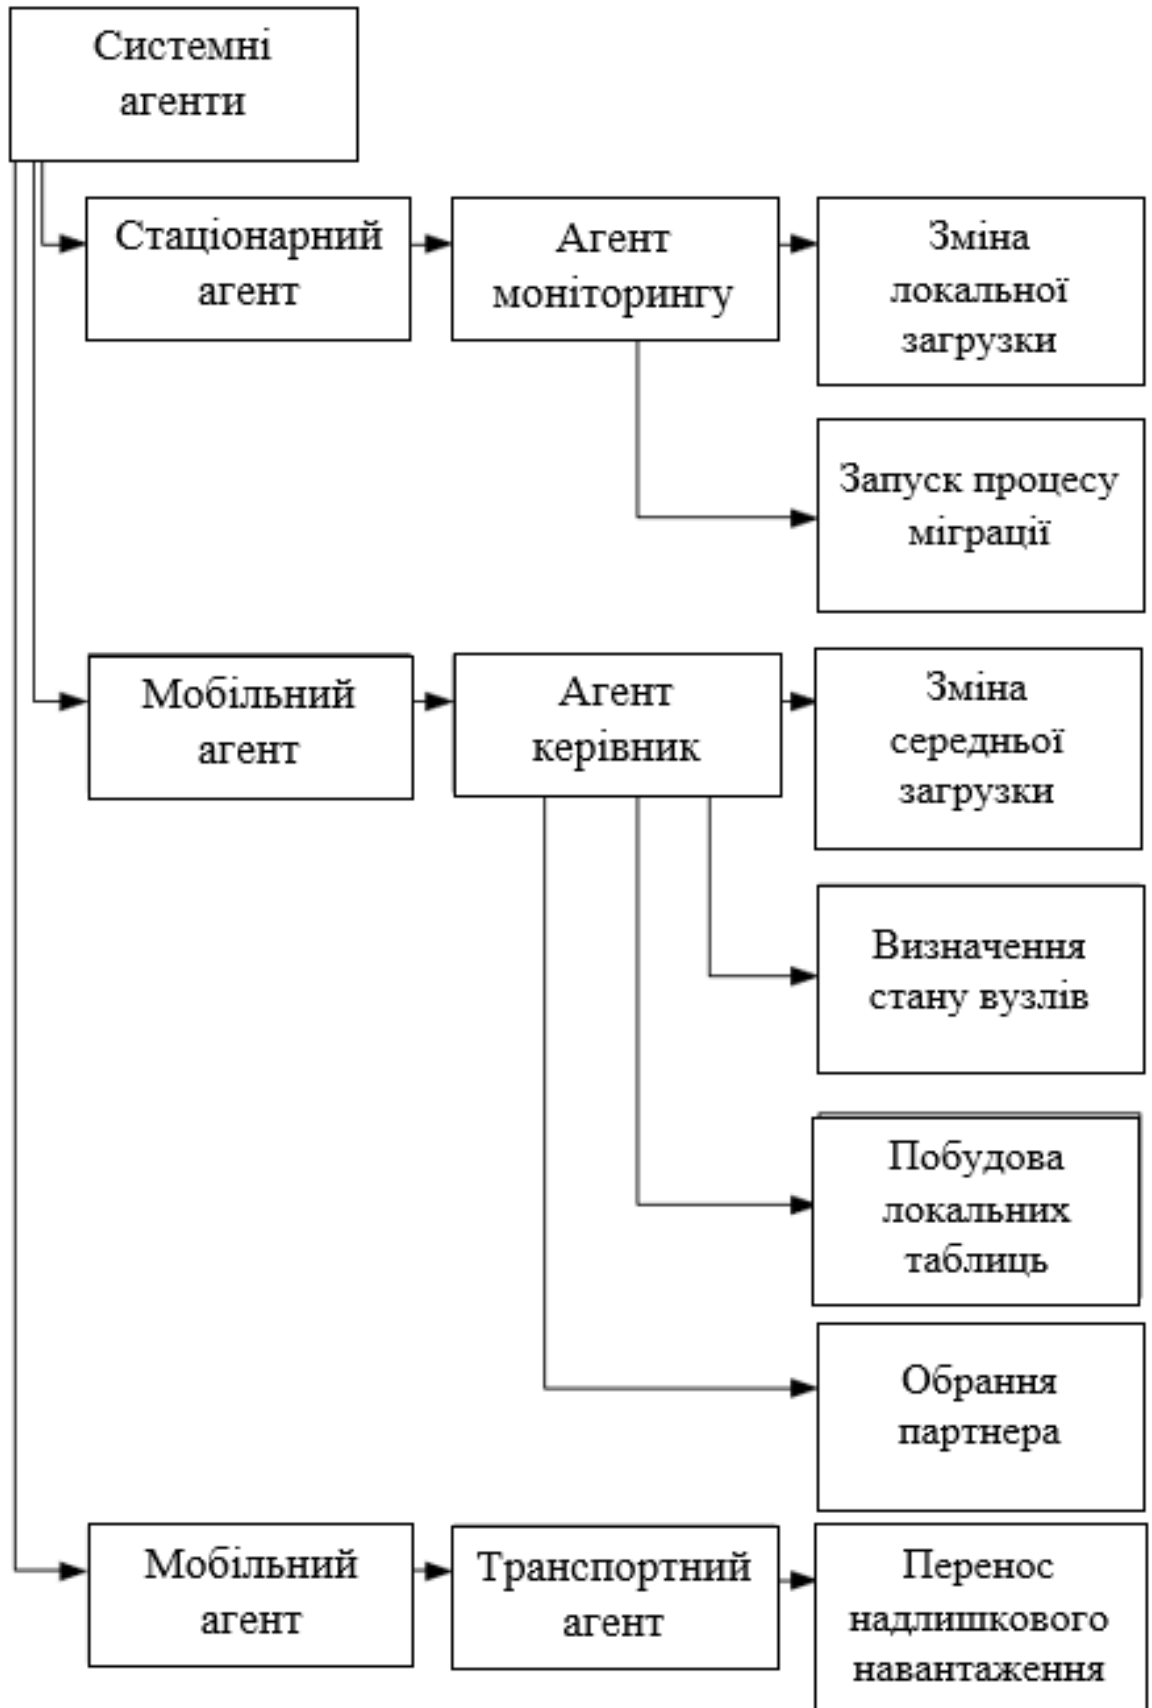 Системні
агенти
Стаціонарний
агент
Агент
моніторингу
Зміна
локальної
загрузки
Запуск процесу
міграції
Мобільний
агент
Агент
керівник
Зміна
середньої
загрузки
Визначення
стану вузлів
Побудова
локальних
таблиць
Обрання
партнера
Мобільний
агент
Транспортний
агент
Перенос
надлишкового
навантаження